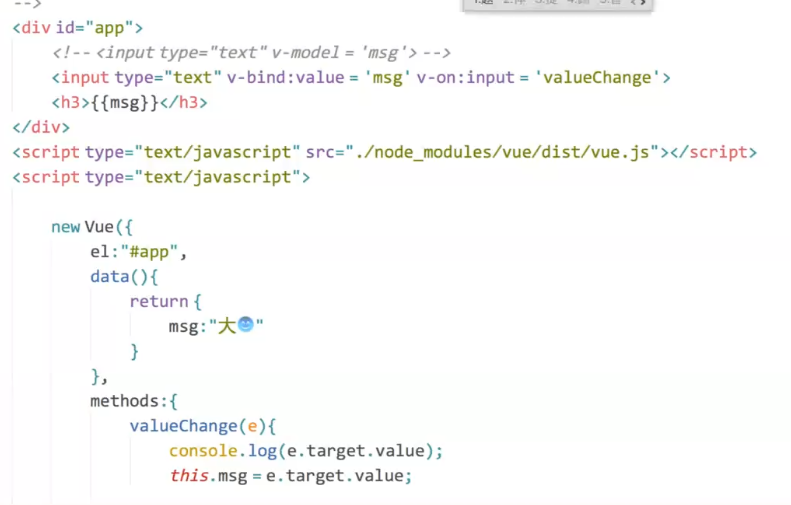 -->
<div id="app">
<!-- <input type="text" v-model = 'msg'> -->
<input type="text" v-bind:value = 'msg' v-on:input = 'valueChange'>
<h3>{{msg}}</h3>
</div>
<script type="text/javascript" src="./node_modules/vue/dist/vue.js"></script>
<script type="text/javascript">
new Vue({
el:"#app",
data(){
return {
msg:"大"
}
},
methods:{
valueChange(e){
console.log(e.target.value);
this.msg = e.target.value;